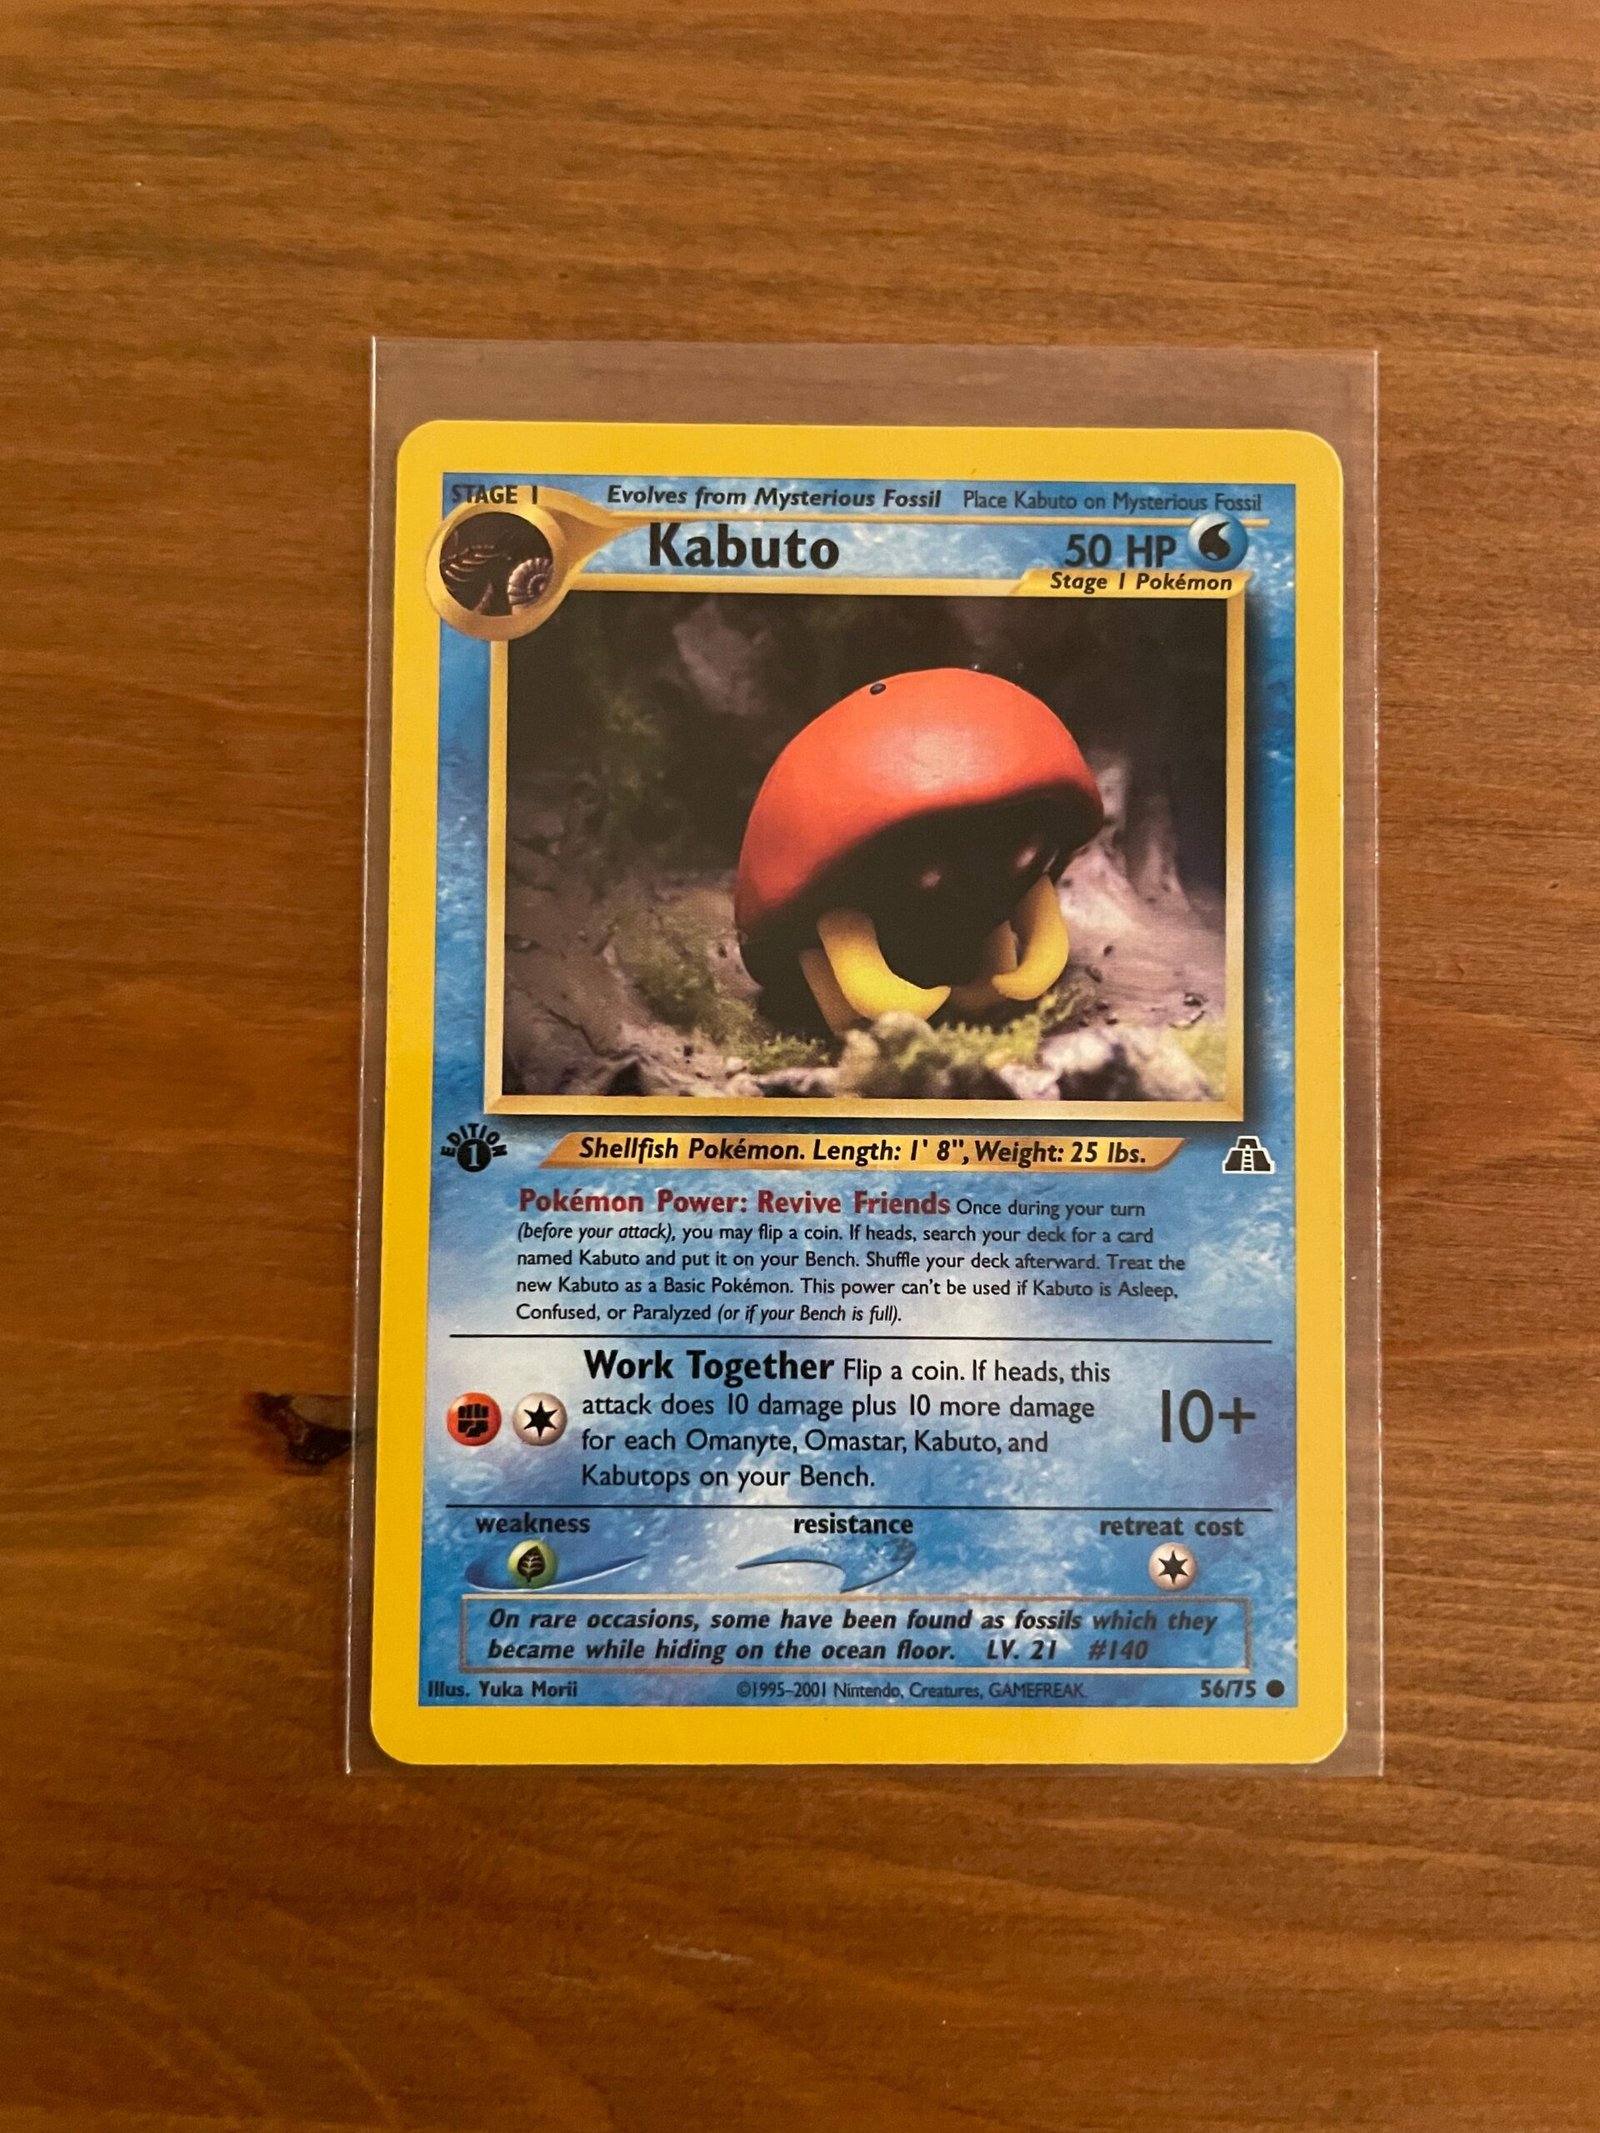 STAGE 1 Evolves from Mysterious Fossil Place Kabuto on Mysterious Fossil
Kabuto 50 HP
Stage 1 Pokémon
EDITION 1
Shellfish Pokémon. Length: 1' 8", Weight: 25 lbs.
Pokémon Power: Revive Friends Once during your turn
(before your attack), you may flip a coin. If heads, search your deck for a card
named Kabuto and put it on your Bench. Shuffle your deck afterward. Treat the
new Kabuto as a Basic Pokémon. This power can't be used if Kabuto is Asleep,
Confused, or Paralyzed (or if your Bench is full).
Work Together Flip a coin. If heads, this
attack does 10 damage plus 10 more damage
for each Omanyte, Omastar, Kabuto, and
Kabutops on your Bench.
10+
weakness resistance retreat cost
On rare occasions, some have been found as fossils which they
became while hiding on the ocean floor. LV. 21 #140
Illus. Yuka Morii ©1995–2001 Nintendo, Creatures, GAMEFREAK. 56/75